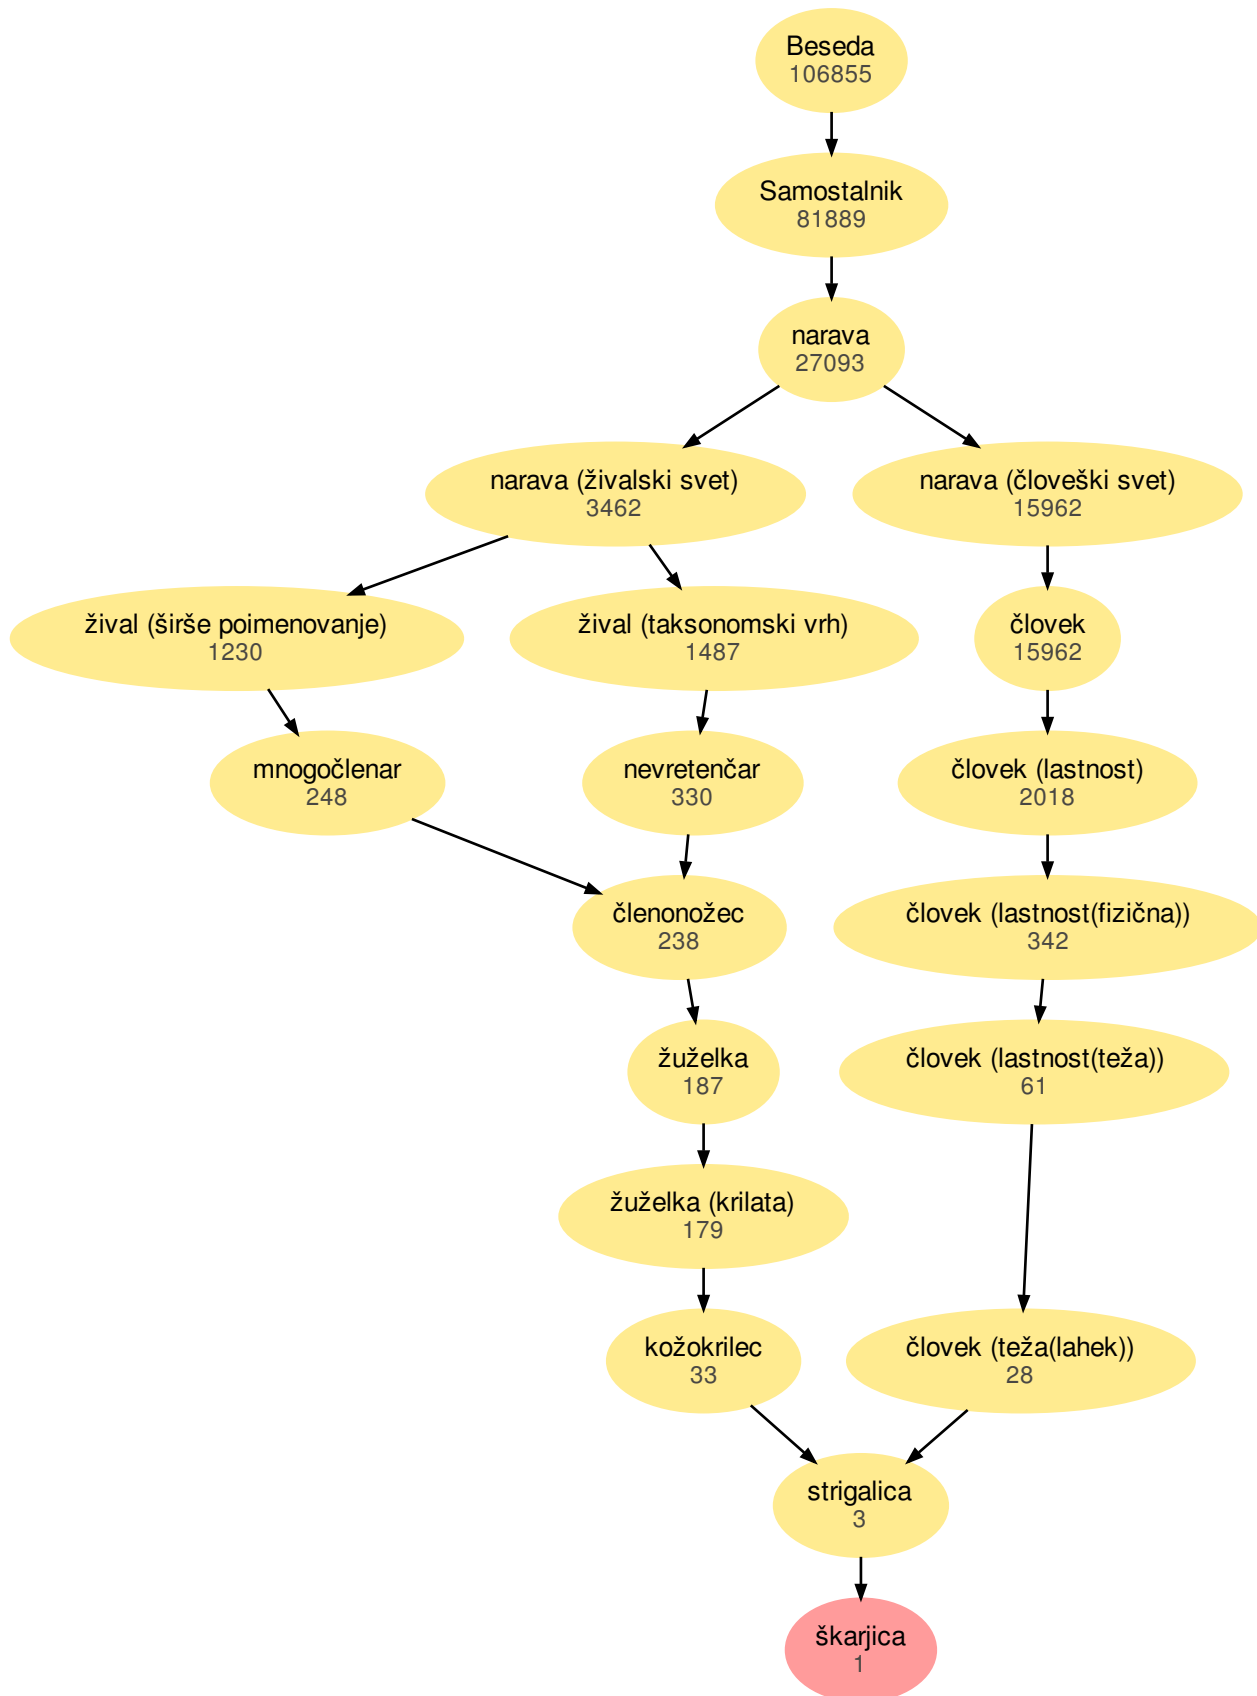 Beseda
106855
Samostalnik
81889
narava
27093
narava (živalski svet)
3462
narava (človeški svet)
15962
žival (širše poimenovanje)
1230
žival (taksonomski vrh)
1487
človek
15962
mnogočlenar
248
nevretenčar
330
človek (lastnost)
2018
členonožec
238
človek (lastnost(fizična))
342
žuželka
187
človek (lastnost(teža))
61
žuželka (krilata)
179
kožokrilec
33
človek (teža(lahek))
28
strigalica
3
škarjica
1